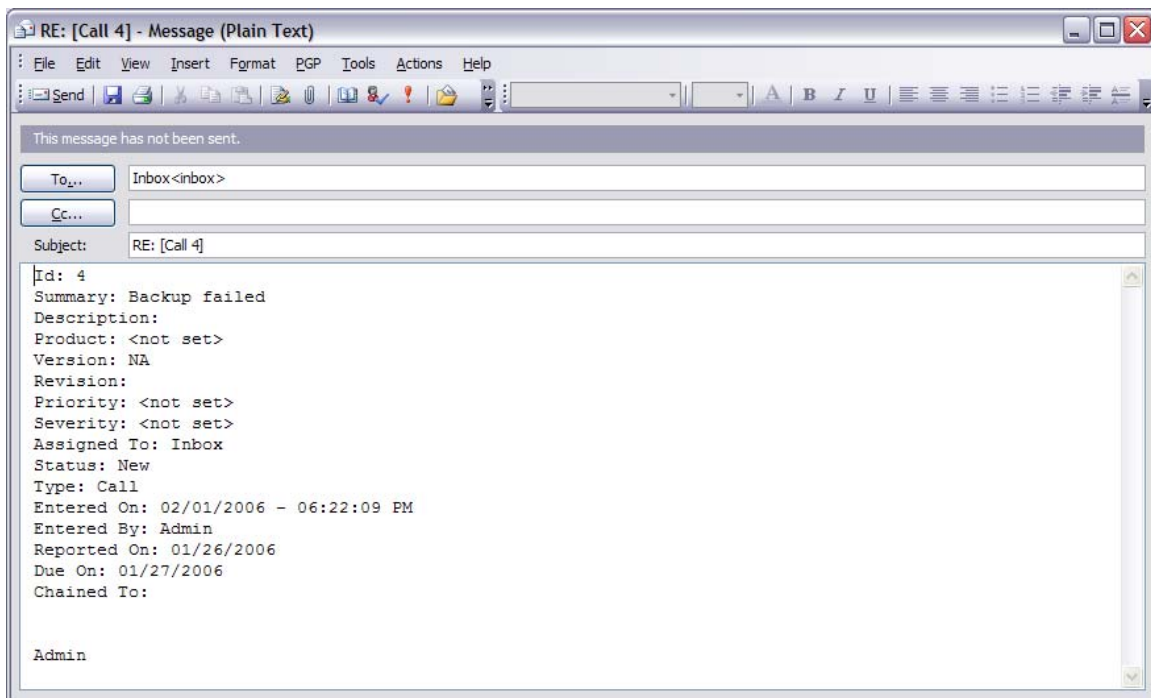 RE: [Call 4] - Message (Plain Text)
File Edit View Insert Format PGP Tools Actions Help
Send A B I U
This message has not been sent.
To... Inbox<inbox>
Cc...
Subject: RE: [Call 4]
Id: 4
Summary: Backup failed
Description:
Product: <not set>
Version: NA
Revision:
Priority: <not set>
Severity: <not set>
Assigned To: Inbox
Status: New
Type: Call
Entered On: 02/01/2006 - 06:22:09 PM
Entered By: Admin
Reported On: 01/26/2006
Due On: 01/27/2006
Chained To:
Admin